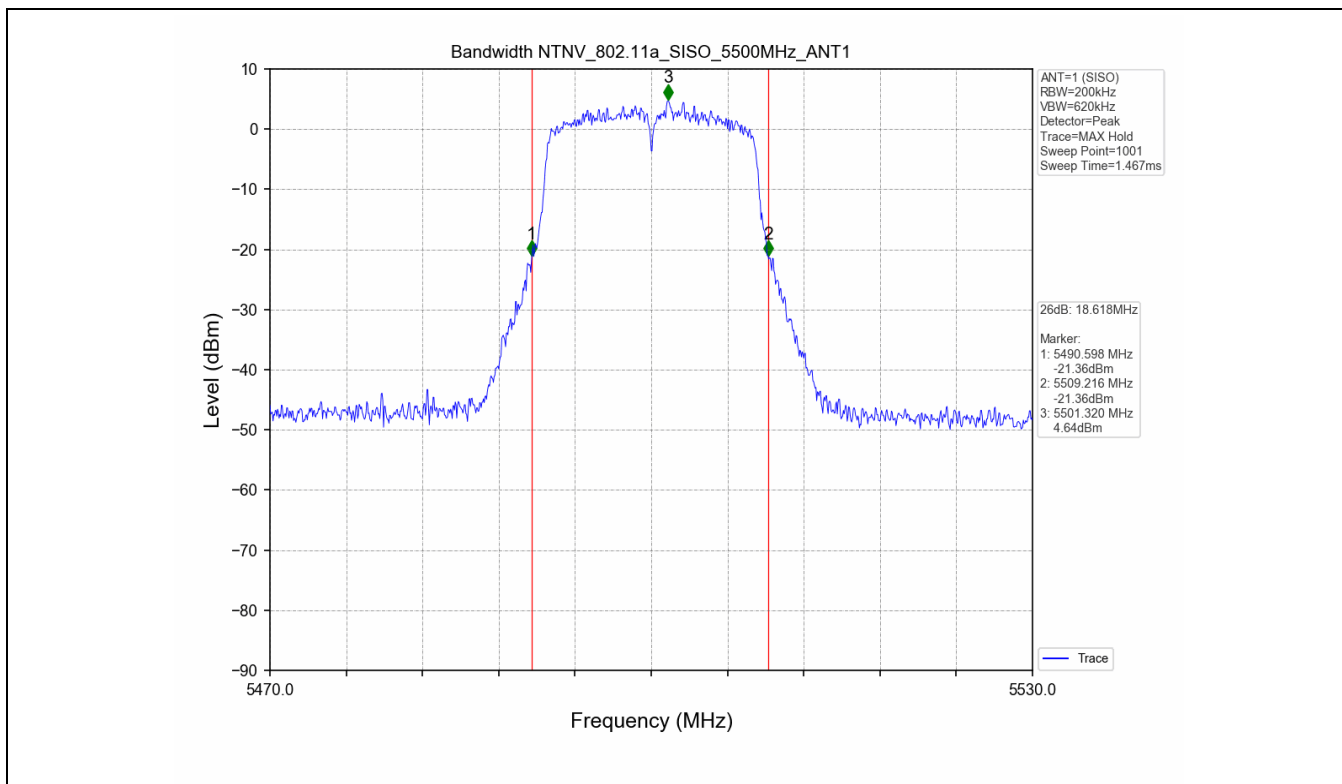 Bandwidth NTNV_802.11a_SISO_5500MHz_ANT1
10
0
−10
−20
−30
−40
−50
−60
−70
−80
−90
Level (dBm)
1
2
3
5470.0
5530.0
Frequency (MHz)
ANT=1 (SISO)
RBW=200kHz
VBW=620kHz
Detector=Peak
Trace=MAX Hold
Sweep Point=1001
Sweep Time=1.467ms
26dB: 18.618MHz
Marker:
1: 5490.598 MHz
-21.36dBm
2: 5509.216 MHz
-21.36dBm
3: 5501.320 MHz
4.64dBm
Trace